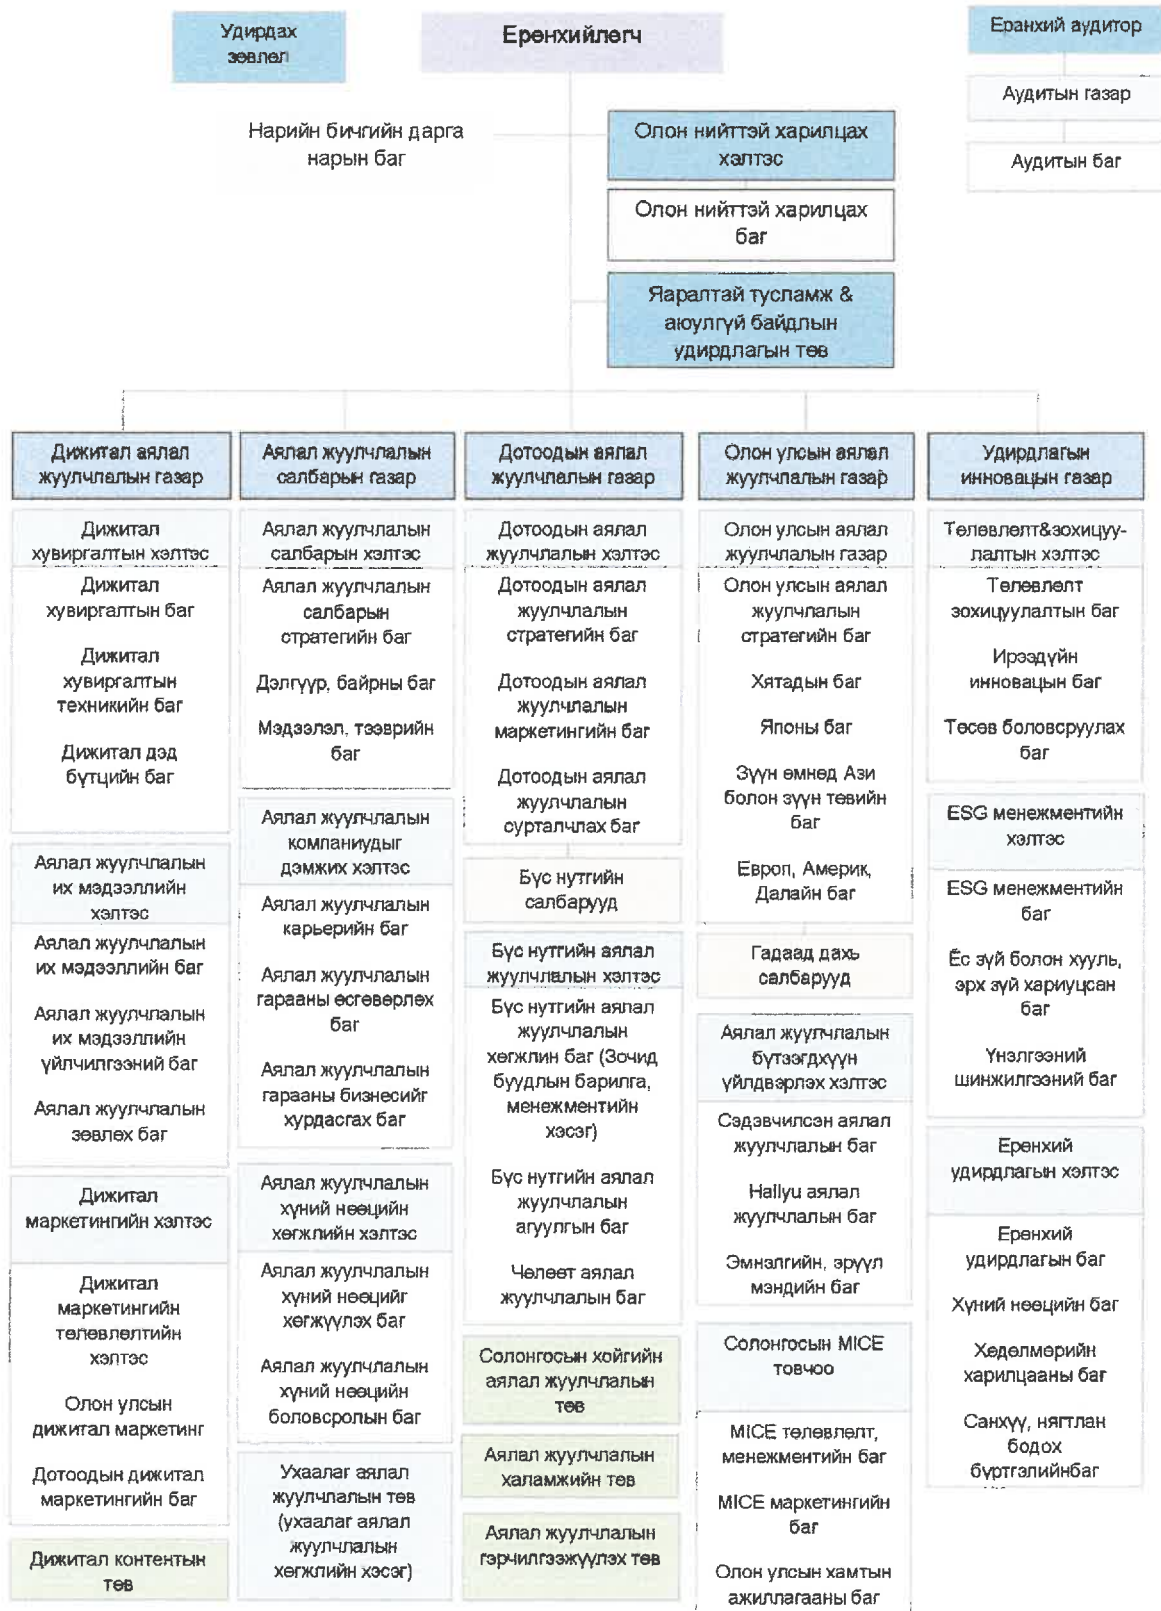 Удирдах
зөвлөл
Ерөнхийлөгч
Еранхий аудитор
Аудитын газар
Аудитын баг
Нарийн бичгийн дарга
нарын баг
Олон нийттэй харилцах
хэлтэс
Олон нийттэй харилцах
баг
Яаралтай тусламж &
аюулгүй байдлын
удирдлагын төв
Дижитал аялал
жуулчлалын газар
Дижитал
хувиргалтын хэлтэс
Дижитал
хувиргалтын баг
Дижитал
хувиргалтын
техникийн баг
Дижитал дэд
бүтцийн баг
Аялал жуулчлалын
их мэдээллийн
хэлтэс
Аялал жуулчлалын
их мэдээллийн баг
Аялал жуулчлалын
их мэдээллийн
үйлчилгээний баг
Аялал жуулчлалын
зөвлөх баг
Дижитал
маркетингийн хэлтэс
Дижитал
маркетингийн
төлөвлөлтийн
хэлтэс
Олон улсын
дижитал маркетинг
Дотоодын дижитал
маркетингийн баг
Дижитал контентын
төв
Аялал жуулчлалын
салбарын газар
Аялал жуулчлалын
салбарын хэлтэс
Аялал жуулчлалын
салбарын
стратегийн баг
Дэлгүүр, байрны баг
Мэдээлэл, тээврийн
баг
Аялал жуулчлалын
компаниудыг
дэмжих хэлтэс
Аялал жуулчлалын
карьерийн баг
Аялал жуулчлалын
гарааны өсгөвөрлөх
баг
Аялал жуулчлалын
гарааны бизнесийг
хурдасгах баг
Аялал жуулчлалын
хүний нөөцийн
хөгжлийн хэлтэс
Аялал жуулчлалын
хүний нөөцийг
хөгжүүлэх баг
Аялал жуулчлалын
хүний нөөцийн
боловсролын баг
Ухаалаг аялал
жуулчлалын төв
(ухаалаг аялал
жуулчлалын
хөгжлийн хэсэг)
Дотоодын аялал
жуулчлалын газар
Дотоодын аялал
жуулчлалын хэлтэс
Дотоодын аялал
жуулчлалын
стратегийн баг
Дотоодын аялал
жуулчлалын
маркетингийн баг
Дотоодын аялал
жуулчлалын
сурталчлах баг
Бүс нутгийн
салбарууд
Бүс нутгийн аялал
жуулчлалын хэлтэс
Бүс нутгийн аялал
жуулчлалын
хөгжлин баг (Зочид
буудлын барилга,
менежментийн
хэсэг)
Бүс нутгийн аялал
жуулчлалын
агуулгын баг
Чөлөөт аялал
жуулчлалын баг
Солонгосын хойгийн
аялал жуулчлалын
төв
Аялал жуулчлалын
халамжийн төв
Аялал жуулчлалын
гэрчилгээжүүлэх төв
Олон улсын аялал
жуулчлалын газар
Олон улсын аялал
жуулчлалын газар
Олон улсын аялал
жуулчлалын
стратегийн баг
Хятадын баг
Японы баг
Зүүн өмнөд Ази
болон зүүн төвийн
баг
Европ, Америк,
Далайн баг
Гадаад дахь
салбарууд
Аялал жуулчлалын
бүтээгдхүүн
үйлдвэрлэх хэлтэс
Сэдэвчилсэн аялал
жуулчлалын баг
Hallyu аялал
жуулчлалын баг
Эмнэлгийн, эрүүл
мэндийн баг
Солонгосын MICE
товчоо
MICE төлөвлөлт,
менежментийн баг
MICE маркетингийн
баг
Олон улсын хамтын
ажиллагааны баг
Удирдлагын
инновацын газар
Төлөвлөлт&зохицуу-
лалтын хэлтэс
Төлөвлөлт
зохицуулалтын баг
Ирээдүйн
инновацын баг
Төсөв боловсруулах
баг
ESG менежментийн
хэлтэс
ESG менежментийн
баг
Ёс зүй болон хууль,
эрх зүй хариуцсан
баг
Үнэлгээний
шинжилгээний баг
Ерөнхий
удирдлагын хэлтэс
Ерөнхий
удирдлагын баг
Хүний нөөцийн баг
Хөдөлмөрийн
харилцааны баг
Санхүү, нягтлан
бодох
бүртгэлийнбаг